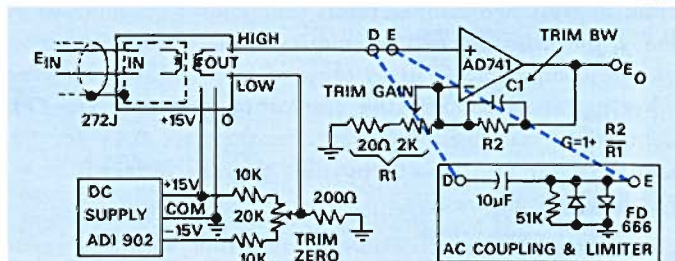 HIGH
D E
TRIM BW
E IN
IN
OUT
+
AD741
E O
LOW
TRIM GAIN
C1
272J
+15V
O
20Ω 2K
R2
G=1+ R2/R1
R1
DC
SUPPLY
ADI 902
+15V
COM
-15V
10K
20K
10K
200Ω
TRIM
ZERO
D
E
10µF
51K
FD
666
AC COUPLING & LIMITER